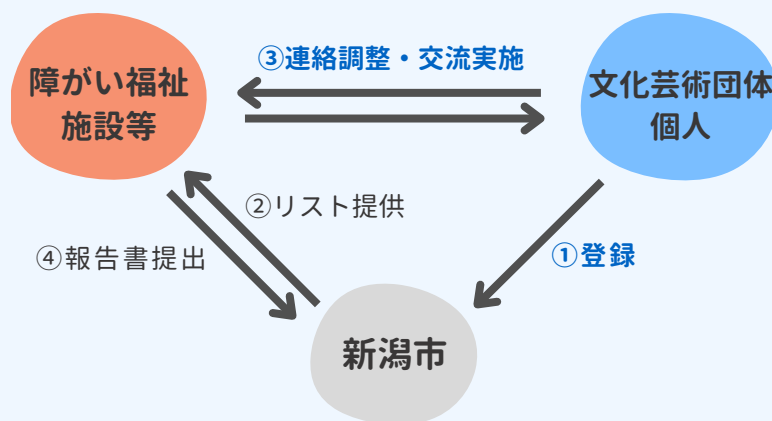 ③連絡調整・交流実施
障がい福祉
施設等
文化芸術団体
個人
②リスト提供
④報告書提出
①登録
新潟市